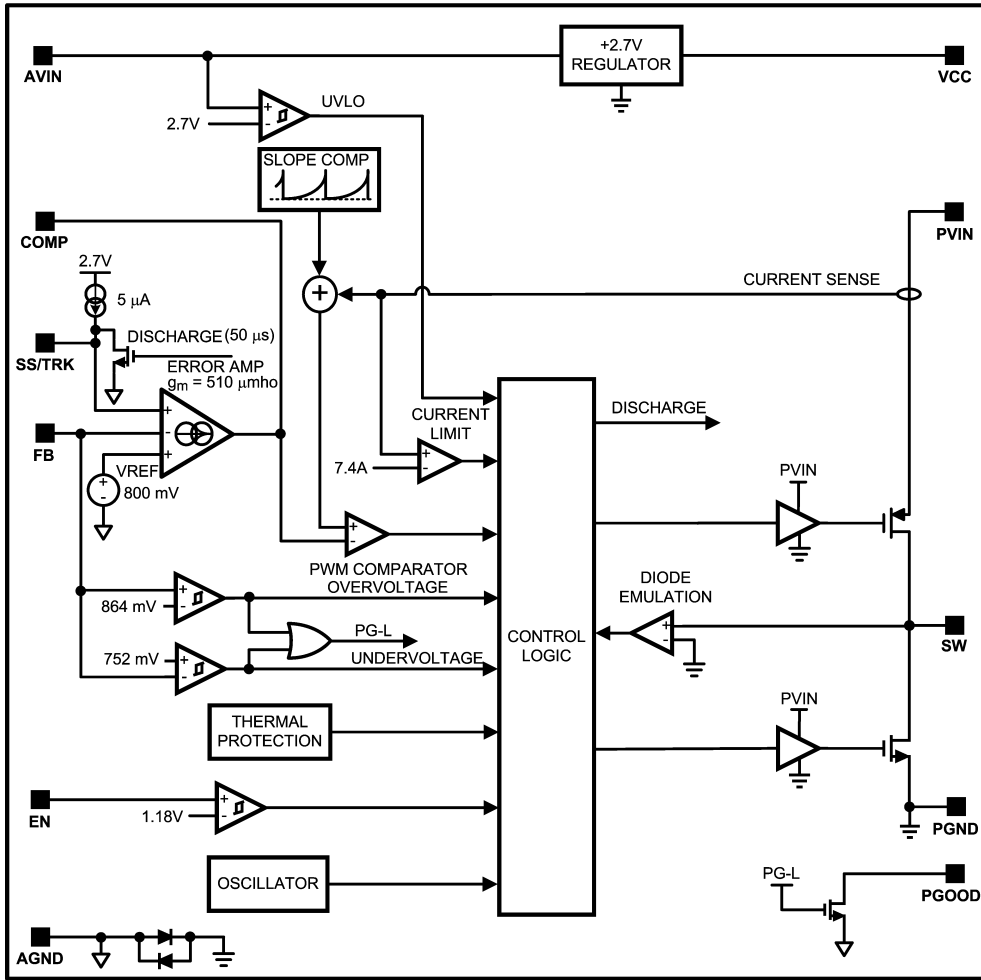 +2.7V
REGULATOR
AVIN
VCC
UVLO
+
-
2.7V
SLOPE COMP
COMP
PVIN
2.7V
5 μA
+
CURRENT SENSE
DISCHARGE (50 μs)
SS/TRK
ERROR AMP
gm = 510 μmho
+
-
+
FB
VREF
+
-
800 mV
CURRENT
LIMIT
+
-
7.4A
DISCHARGE
PVIN
+
-
PWM COMPARATOR
OVERVOLTAGE
+
-
864 mV
DIODE
EMULATION
+
-
PG-L
CONTROL
LOGIC
SW
752 mV
+
-
UNDERVOLTAGE
THERMAL
PROTECTION
PVIN
EN
+
-
1.18V
PGND
OSCILLATOR
PG-L
PGOOD
AGND